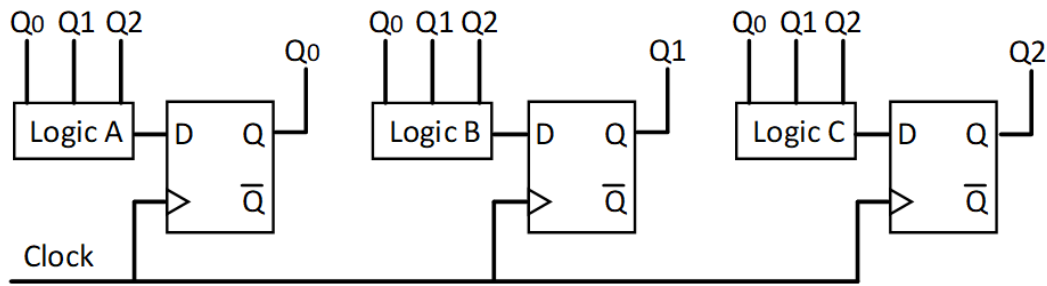 Q0 Q1 Q2 Q0 Q1 Q2 Q0 Q1 Q2
Q0 Q1 Q2
Logic A D Q Logic B D Q Logic C D Q
Q̅ Q̅ Q̅
Clock